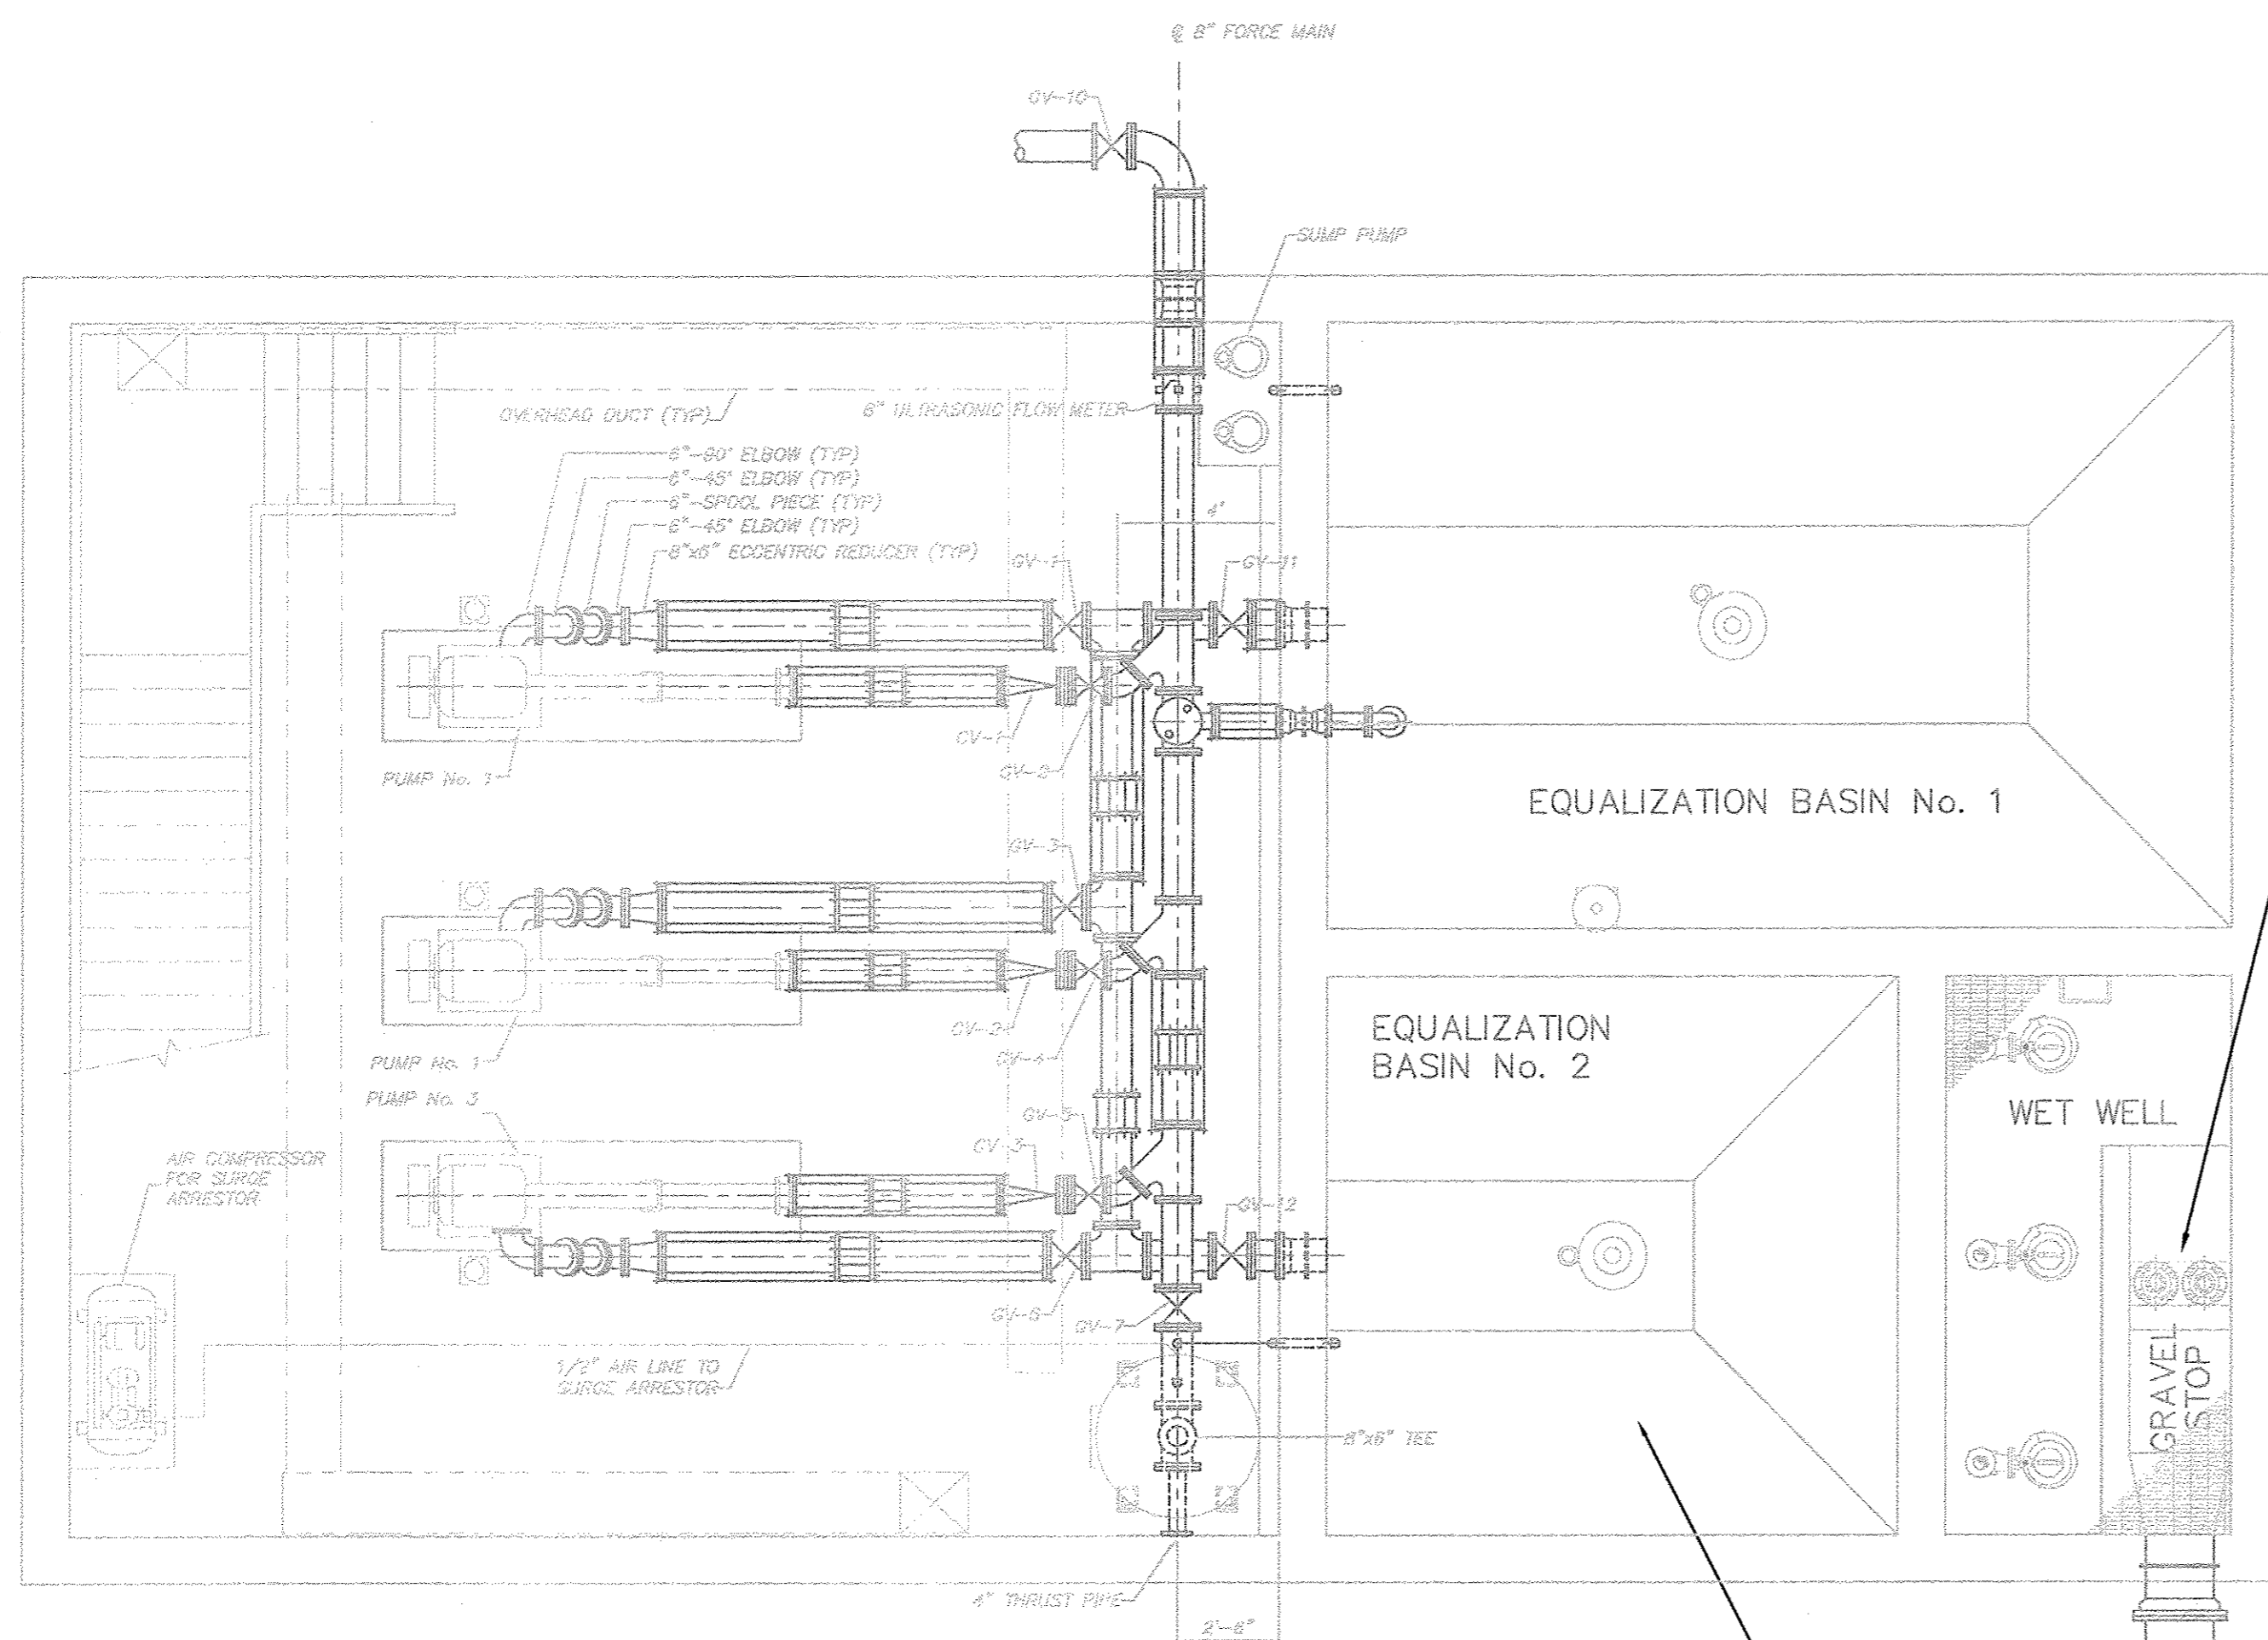 ℄ 8" FORCE MAIN
GV-10
SUMP PUMP
OVERHEAD DUCT (TYP)
6" ULTRASONIC FLOW METER
6"-90° ELBOW (TYP)
6"-45° ELBOW (TYP)
6"-SPOOL PIECE (TYP)
6"-45° ELBOW (TYP)
8"x6" ECCENTRIC REDUCER (TYP)
4'
GV-1
GV-11
CV-1
GV-2
PUMP No. 1
EQUALIZATION BASIN No. 1
GV-3
CV-2
GV-4
PUMP No. 1
PUMP No. 3
EQUALIZATION
BASIN No. 2
WET WELL
GV-5
CV-3
AIR COMPRESSOR
FOR SURGE
ARRESTOR
GV-12
GV-6
GV-7
1/2" AIR LINE TO
SURGE ARRESTOR
GRAVEL
STOP
8"x6" TEE
4" THRUST PIPE
2'-6"